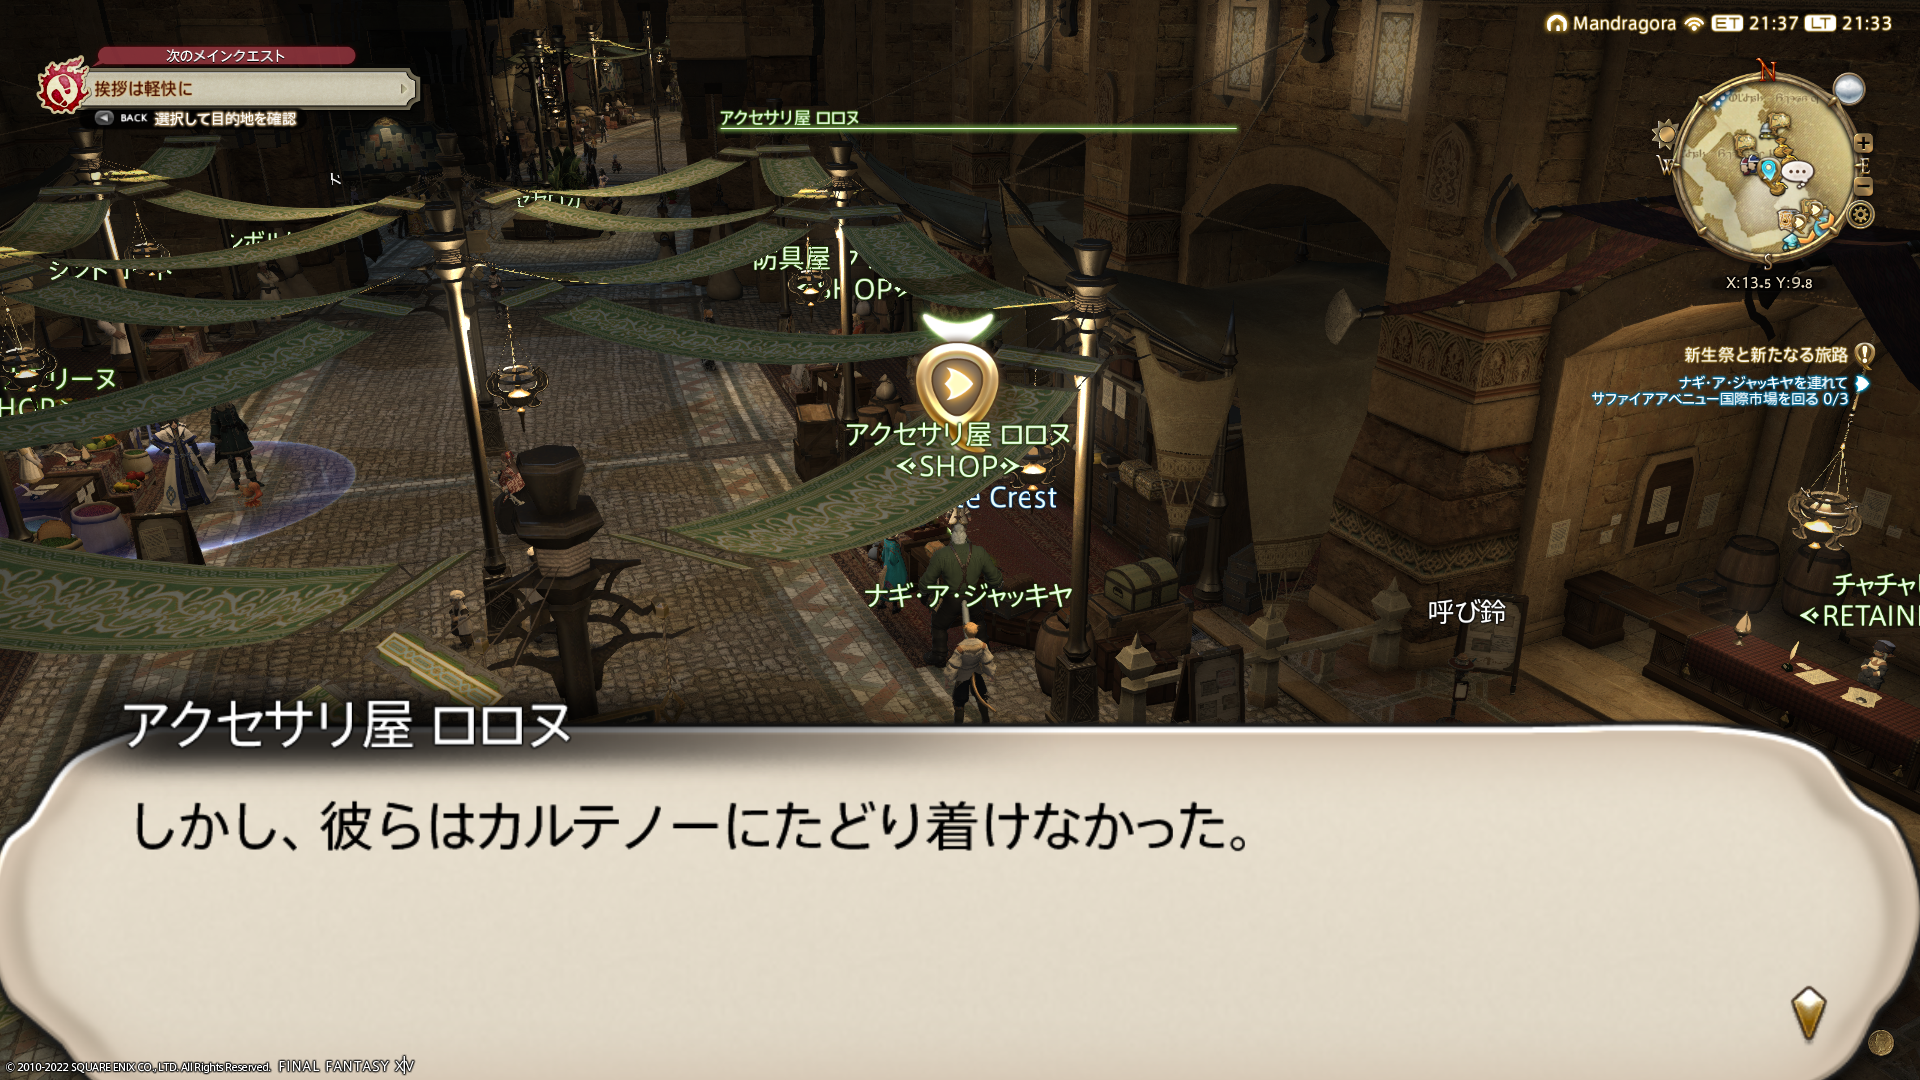 次のメインクエスト
挨拶は軽快に
BACK 選択して目的地を確認
アクセサリ屋 ロロヌ
Mandragora ET 21:37 LT 21:33
N
W
E
S
X:13.5 Y:9.8
新生祭と新たなる旅路
ナギ・ア・ジャッキヤを連れて
サファイアアベニュー国際市場を回る 0/3
防具屋
SHOP
リーヌ
アクセサリ屋 ロロヌ
<SHOP>
e Crest
ナギ・ア・ジャッキヤ
呼び鈴
チャチャ
<RETAIN
アクセサリ屋 ロロヌ
しかし、彼らはカルテノーにたどり着けなかった。
© 2010-2022 SQUARE ENIX CO., LTD. All Rights Reserved. FINAL FANTASY XIV